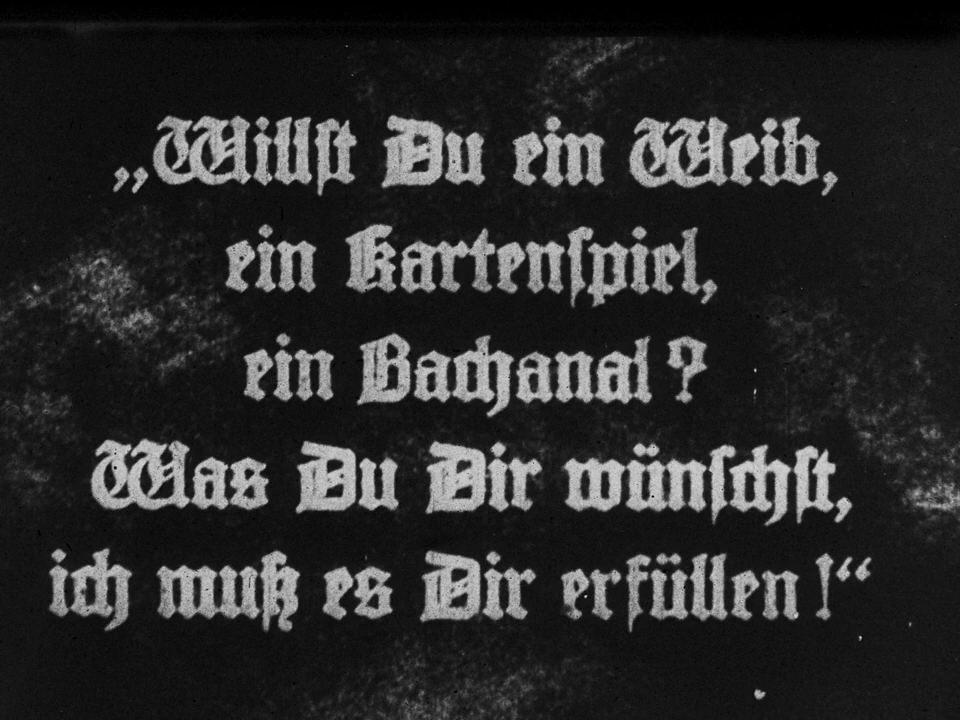 „Willst Du ein Weib,
ein Kartenspiel,
ein Bachanal?
Was Du Dir wünschst,
ich muß es Dir erfüllen!“